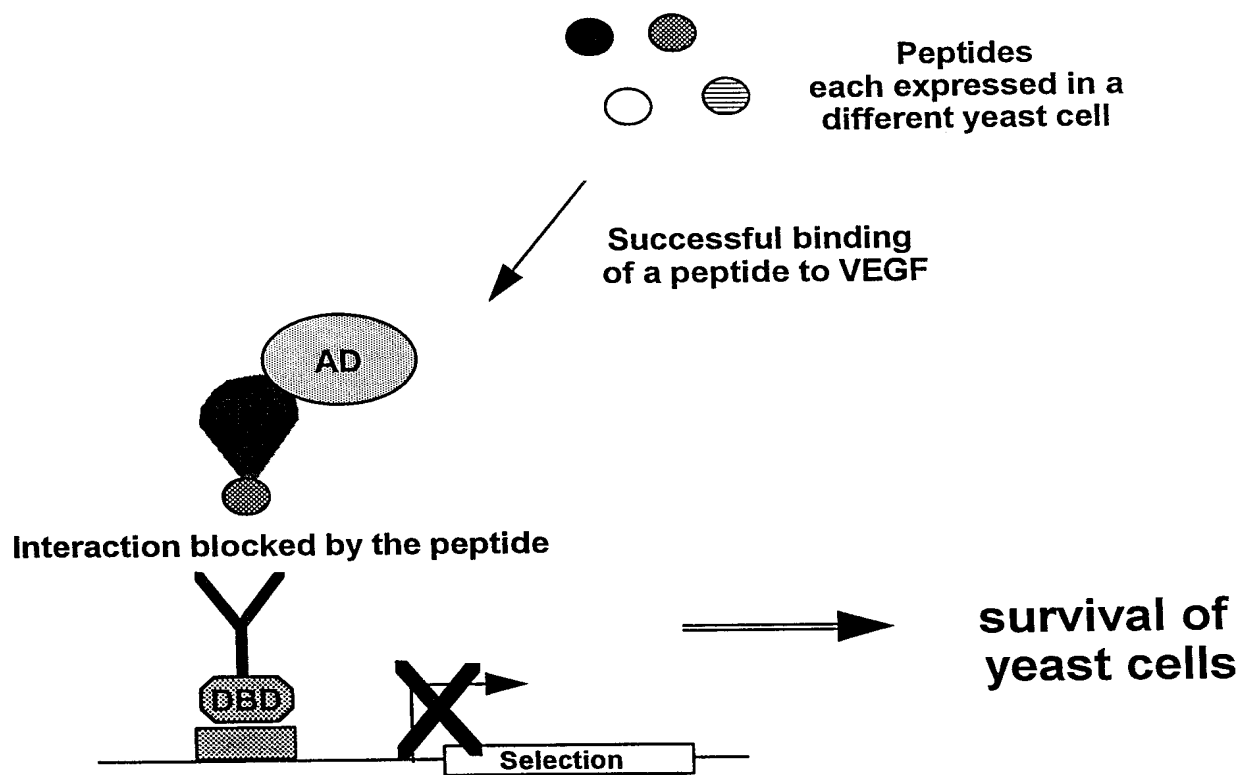 Peptides
each expressed in a
different yeast cell
Successful binding
of a peptide to VEGF
AD
Interaction blocked by the peptide
survival of
yeast cells
DBD
Selection